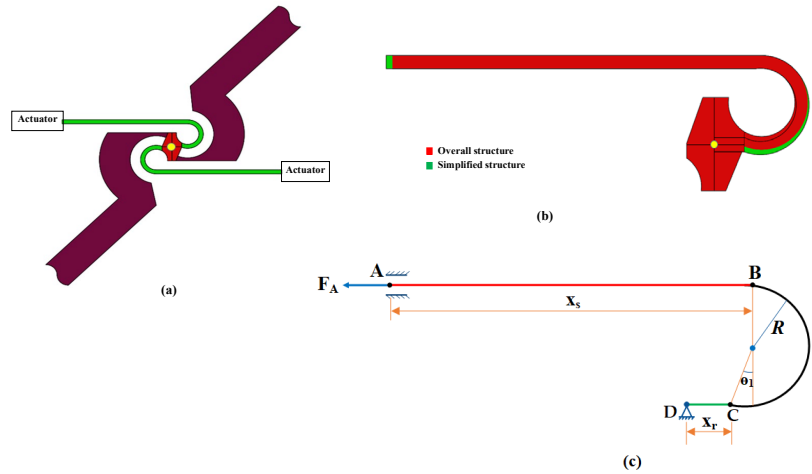 Actuator
Actuator
(a)
Overall structure
Simplified structure
(b)
A
B
F_A
x_s
R
θ_1
D
C
x_r
(c)